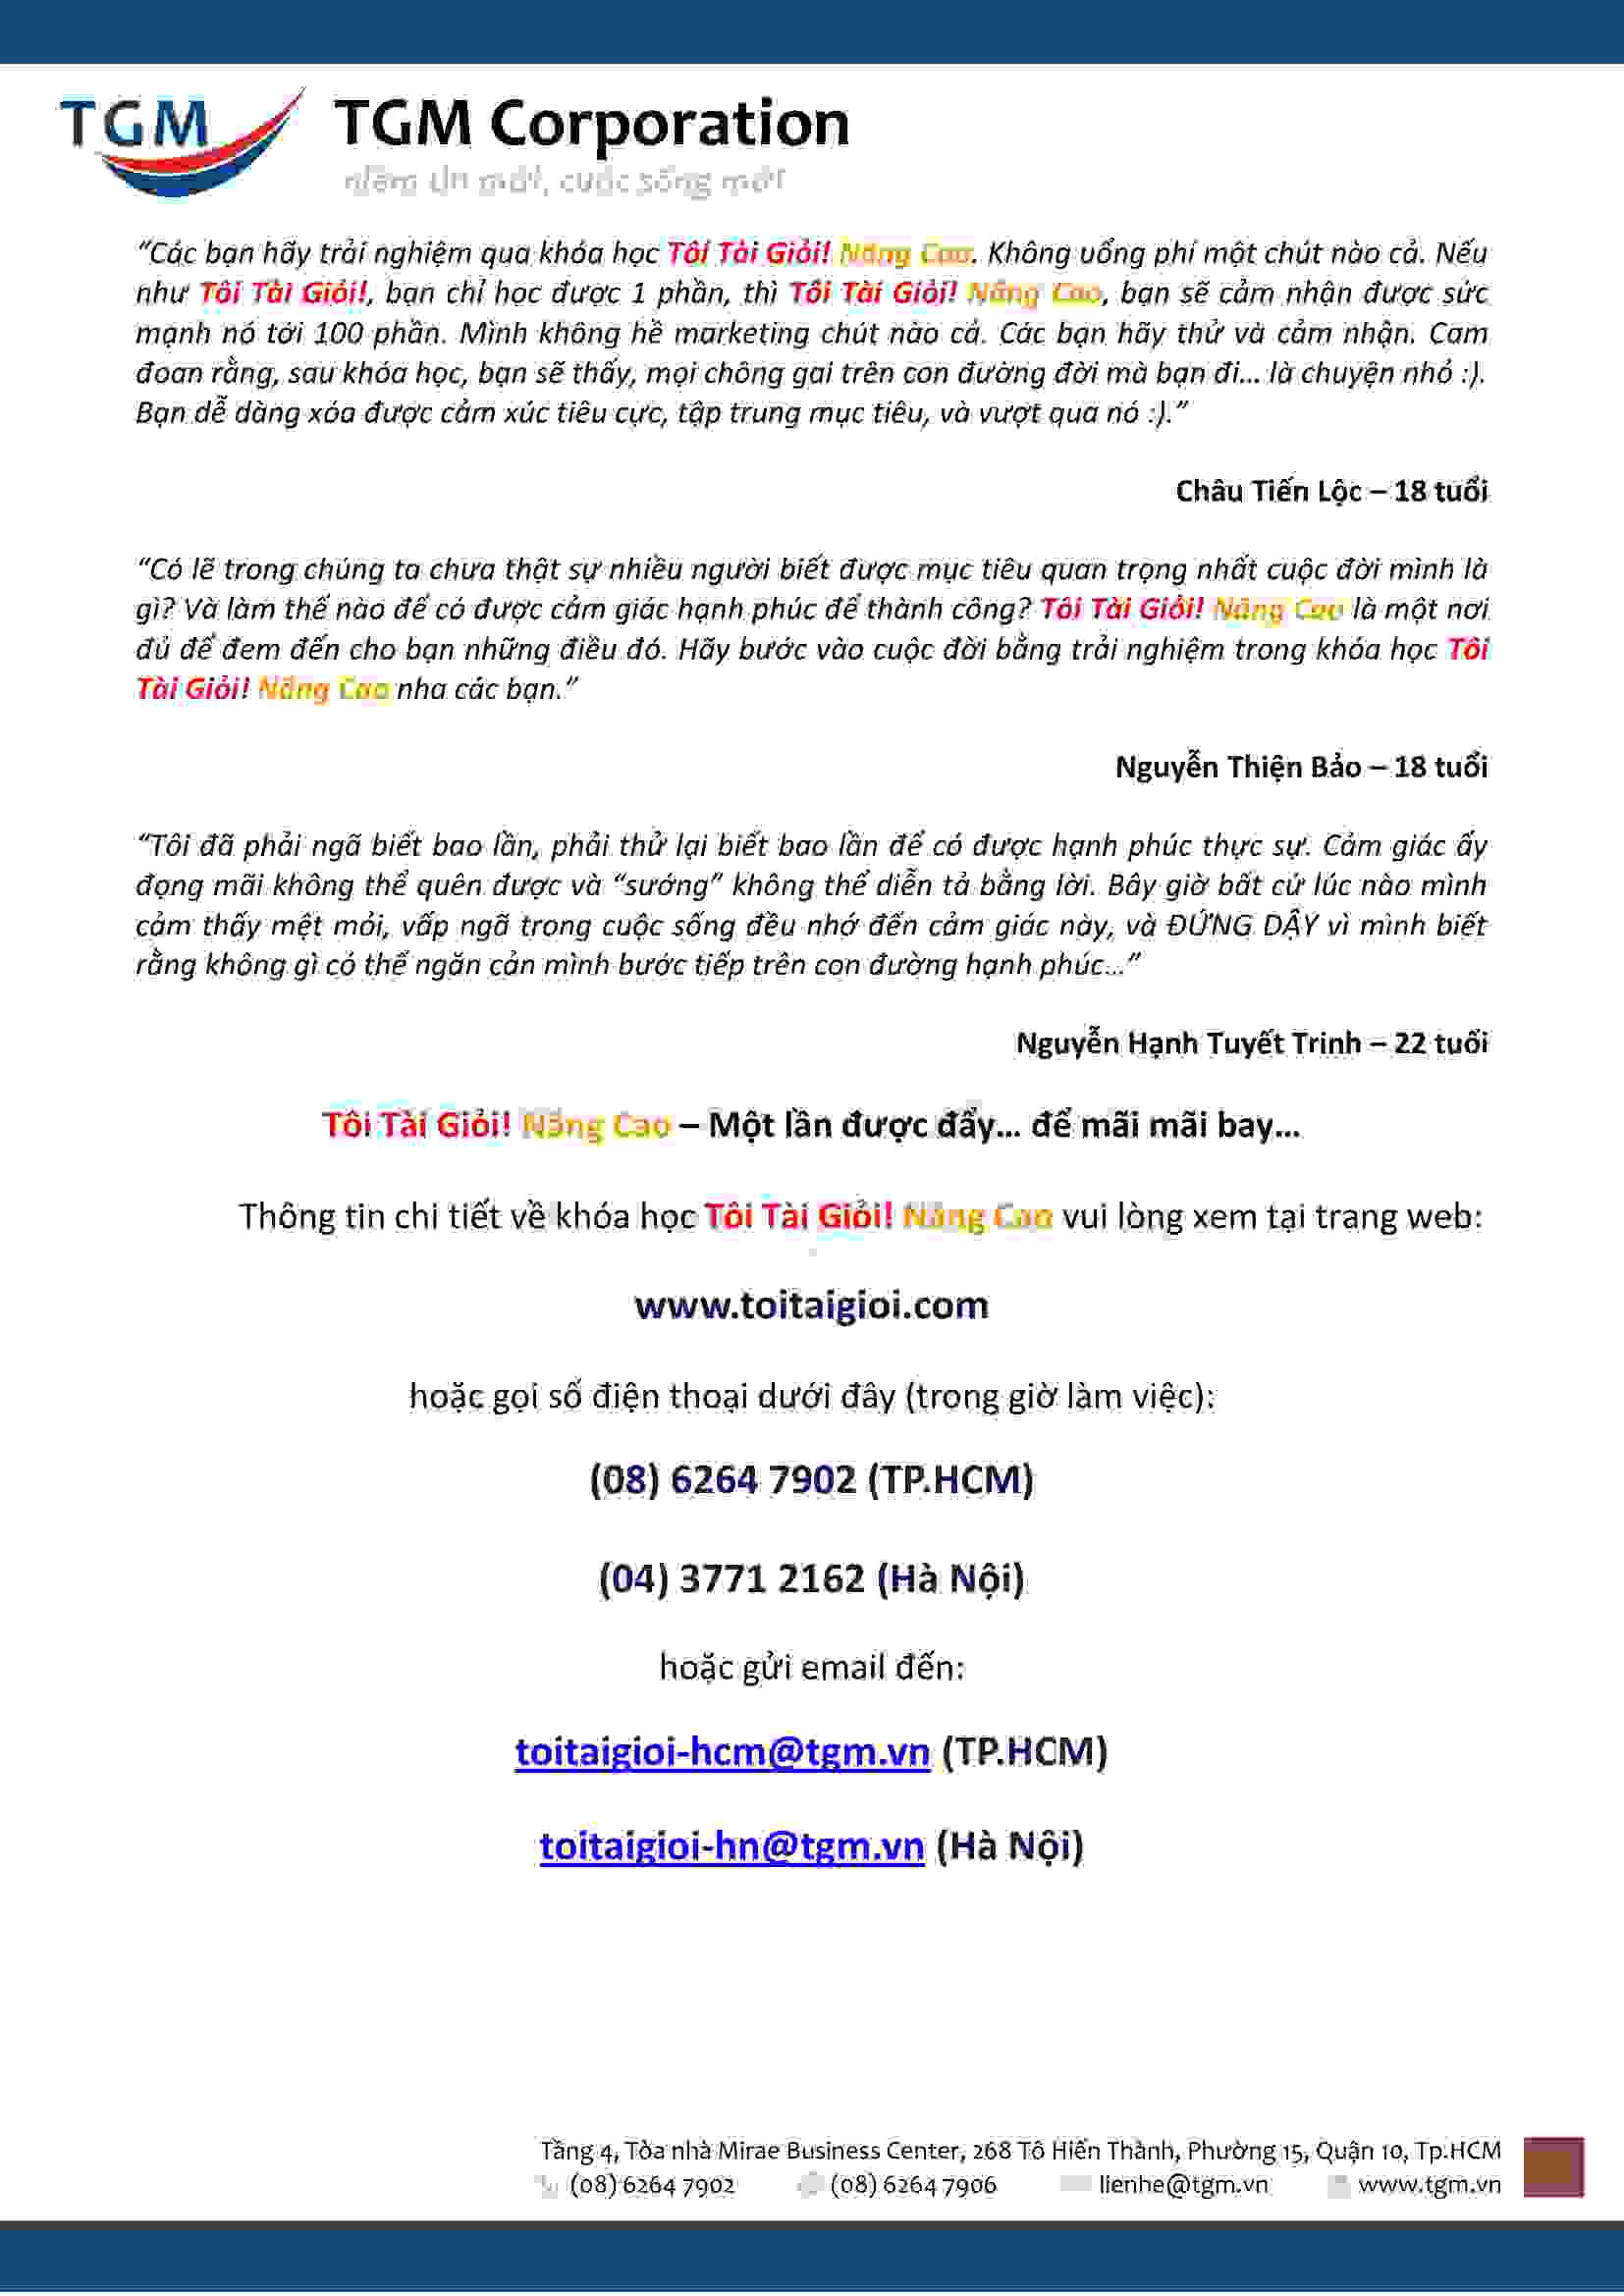 TGM
TGM Corporation
niềm tin mới, cuộc sống mới
“Các bạn hãy trải nghiệm qua khóa học Tôi Tài Giỏi! Nâng Cao. Không uổng phí một chút nào cả. Nếu
như Tôi Tài Giỏi!, bạn chỉ học được 1 phần, thì Tôi Tài Giỏi! Nâng Cao, bạn sẽ cảm nhận được sức
mạnh nó tới 100 phần. Mình không hề marketing chút nào cả. Các bạn hãy thử và cảm nhận. Cam
đoan rằng, sau khóa học, bạn sẽ thấy, mọi chông gai trên con đường đời mà bạn đi... là chuyện nhỏ :).
Bạn dễ dàng xóa được cảm xúc tiêu cực, tập trung mục tiêu, và vượt qua nó :).”
Châu Tiến Lộc – 18 tuổi
“Có lẽ trong chúng ta chưa thật sự nhiều người biết được mục tiêu quan trọng nhất cuộc đời mình là
gì? Và làm thế nào để có được cảm giác hạnh phúc để thành công? Tôi Tài Giỏi! Nâng Cao là một nơi
đủ để đem đến cho bạn những điều đó. Hãy bước vào cuộc đời bằng trải nghiệm trong khóa học Tôi
Tài Giỏi! Nâng Cao nha các bạn.”
Nguyễn Thiện Bảo – 18 tuổi
“Tôi đã phải ngã biết bao lần, phải thử lại biết bao lần để có được hạnh phúc thực sự. Cảm giác ấy
đọng mãi không thể quên được và “sướng” không thể diễn tả bằng lời. Bây giờ bất cứ lúc nào mình
cảm thấy mệt mỏi, vấp ngã trong cuộc sống đều nhớ đến cảm giác này, và ĐỨNG DẬY vì mình biết
rằng không gì có thể ngăn cản mình bước tiếp trên con đường hạnh phúc...”
Nguyễn Hạnh Tuyết Trinh – 22 tuổi
Tôi Tài Giỏi! Nâng Cao – Một lần được đẩy... để mãi mãi bay...
Thông tin chi tiết về khóa học Tôi Tài Giỏi! Nâng Cao vui lòng xem tại trang web:
www.toitaigioi.com
hoặc gọi số điện thoại dưới đây (trong giờ làm việc):
(08) 6264 7902 (TP.HCM)
(04) 3771 2162 (Hà Nội)
hoặc gửi email đến:
toitaigioi-hcm@tgm.vn (TP.HCM)
toitaigioi-hn@tgm.vn (Hà Nội)
Tầng 4, Tòa nhà Mirae Business Center, 268 Tô Hiến Thành, Phường 15, Quận 10, Tp.HCM
(08) 6264 7902 (08) 6264 7906 lienhe@tgm.vn www.tgm.vn